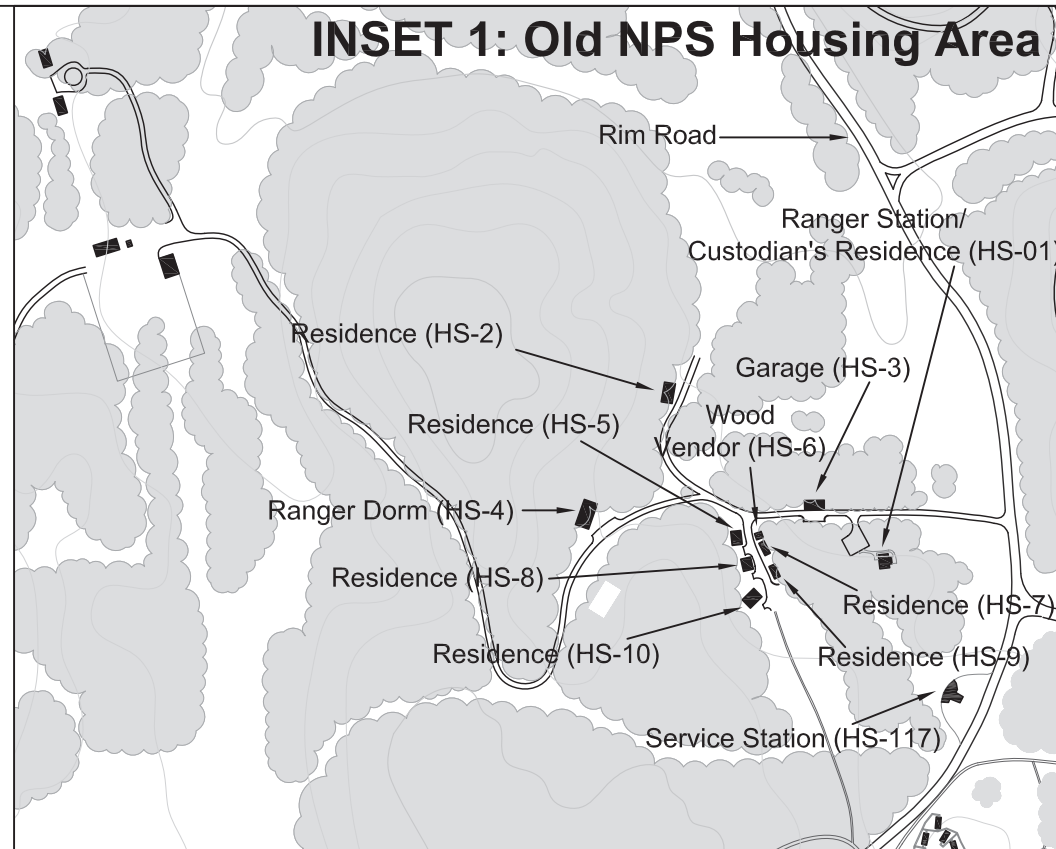 INSET 1: Old NPS Housing Area
Rim Road
Ranger Station/
Custodian's Residence (HS-01)
Residence (HS-2)
Garage (HS-3)
Wood
Vendor (HS-6)
Residence (HS-5)
Ranger Dorm (HS-4)
Residence (HS-8)
Residence (HS-7)
Residence (HS-10)
Residence (HS-9)
Service Station (HS-117)